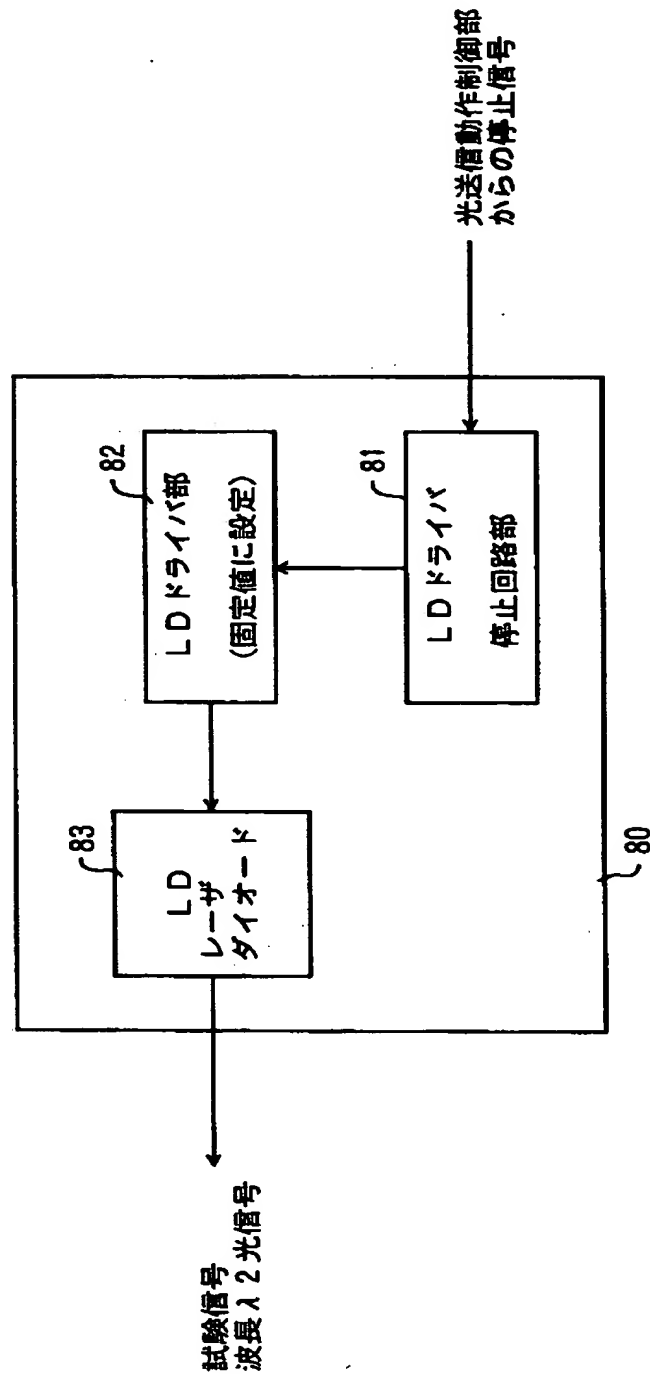 試験信号
波長λ2光信号
83
LD
レーザ
ダイオード
82
LDドライバ部
(固定値に設定)
81
LDドライバ
停止回路部
光送信動作制御部
からの停止信号
80